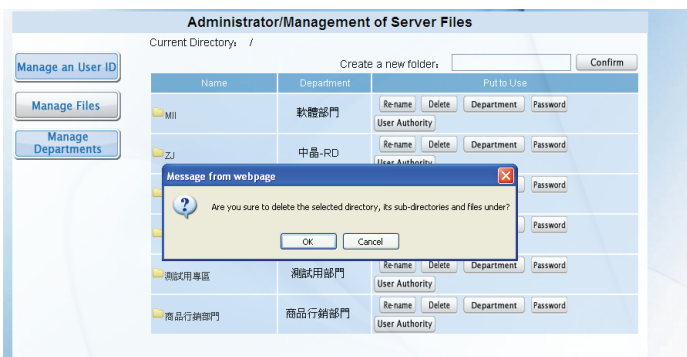 Administrator/Management of Server Files
Current Directory: /
Manage an User ID
Create a new folder: Confirm
Name Department Put to Use
Manage Files
MII 軟體部門 Re-name Delete Department Password
User Authority
Manage
Departments
ZJ 中晶-RD Re-name Delete Department Password
User Authority
Message from webpage
Password
Are you sure to delete the selected directory, its sub-directories and files under?
Password
OK Cancel
測試用專區 測試用部門 Re-name Delete Department Password
User Authority
商品行銷部門 商品行銷部門 Re-name Delete Department Password
User Authority